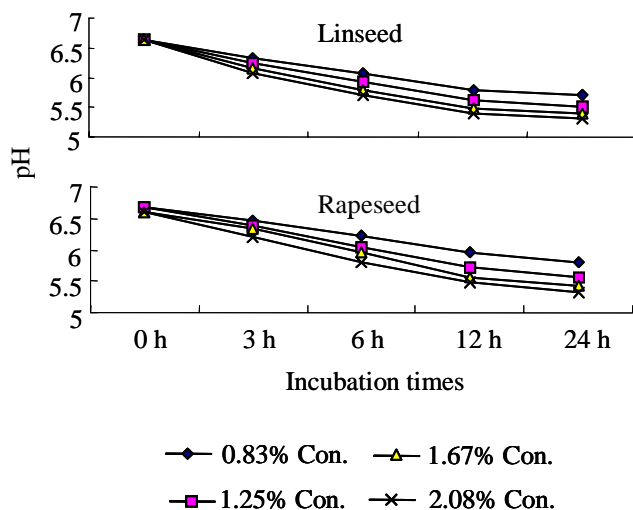 Linseed
7
6.5
6
5.5
5
pH
Rapeseed
7
6.5
6
5.5
5
0 h 3 h 6 h 12 h 24 h
Incubation times
0.83% Con. 1.67% Con.
1.25% Con. 2.08% Con.